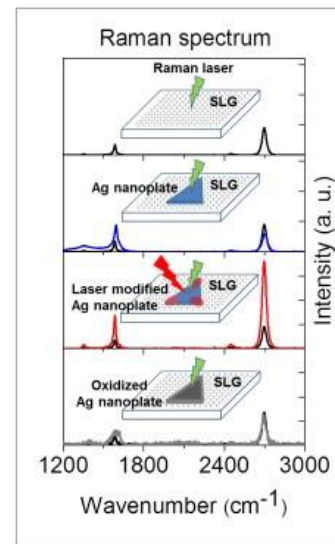 Raman spectrum
Raman laser
SLG
Ag nanoplate
SLG
Laser modified
Ag nanoplate
SLG
Oxidized
Ag nanoplate
SLG
Intensity (a. u.)
1200 1800 2400 3000
Wavenumber (cm⁻¹)